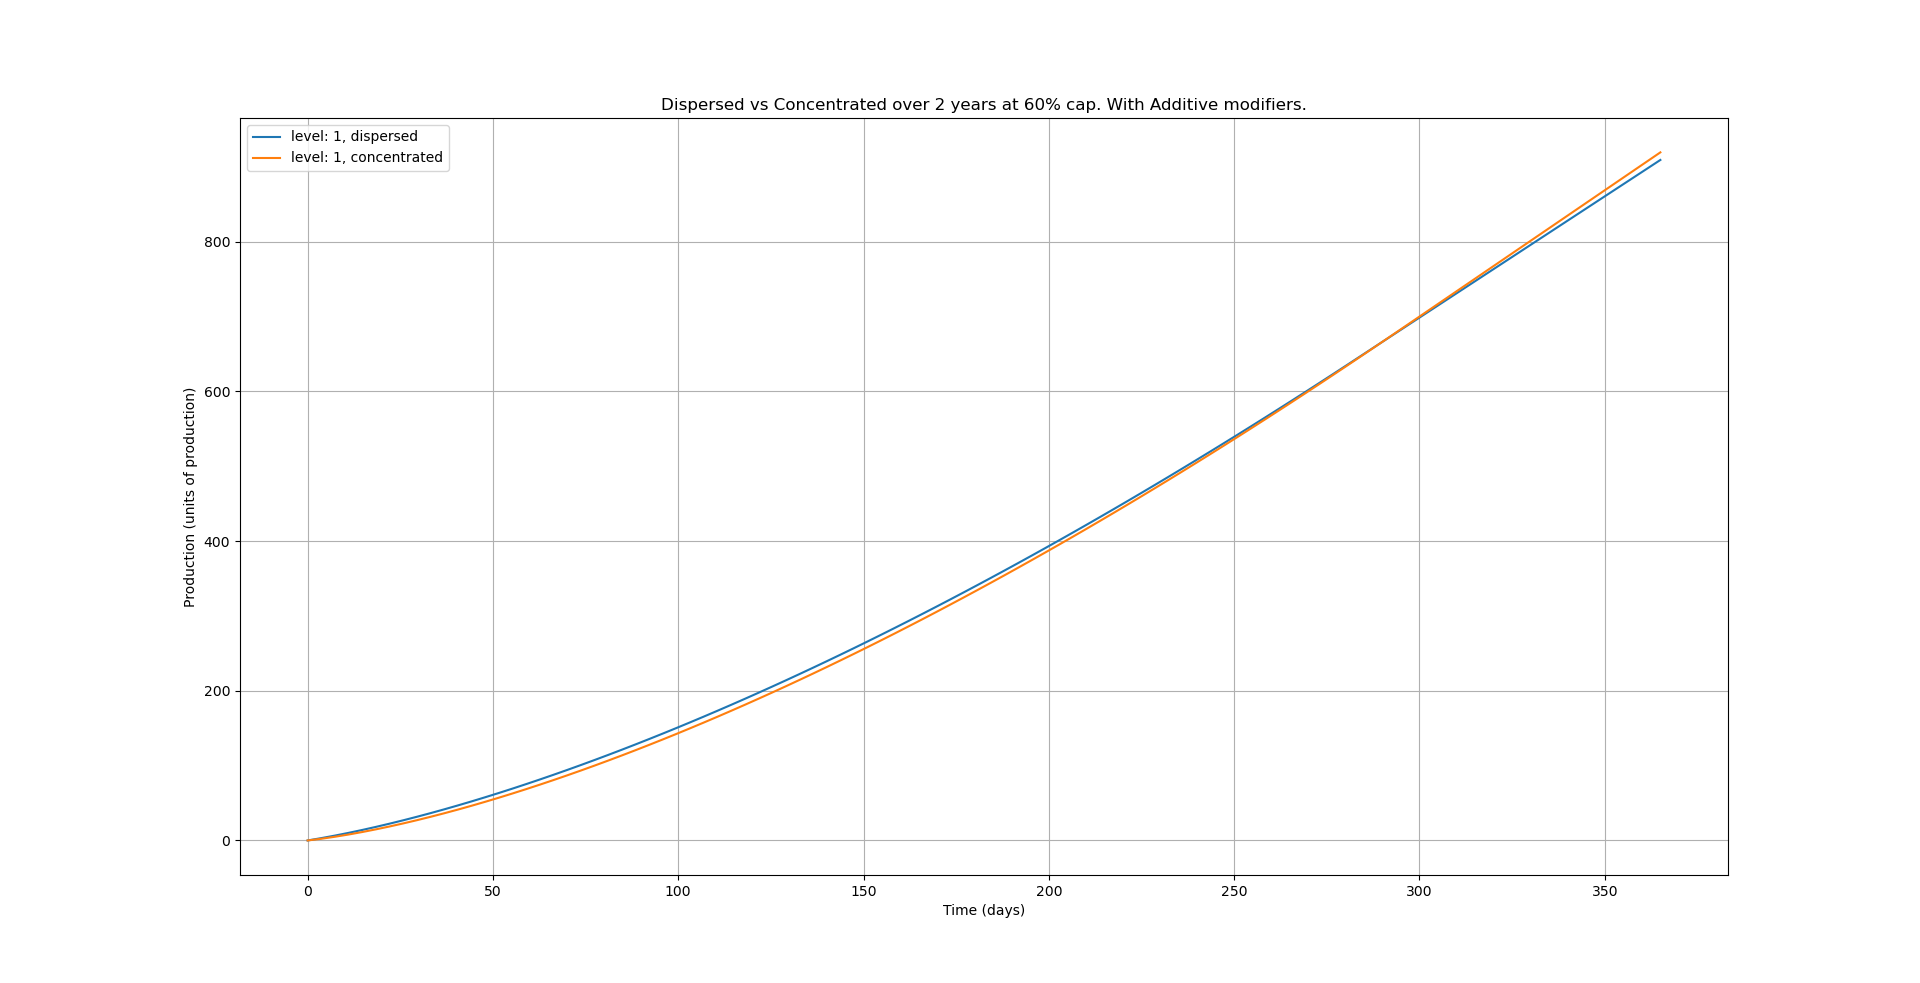 Dispersed vs Concentrated over 2 years at 60% cap. With Additive modifiers.
level: 1, dispersed
level: 1, concentrated
Production (units of production)
800
600
400
200
0
0 50 100 150 200 250 300 350
Time (days)